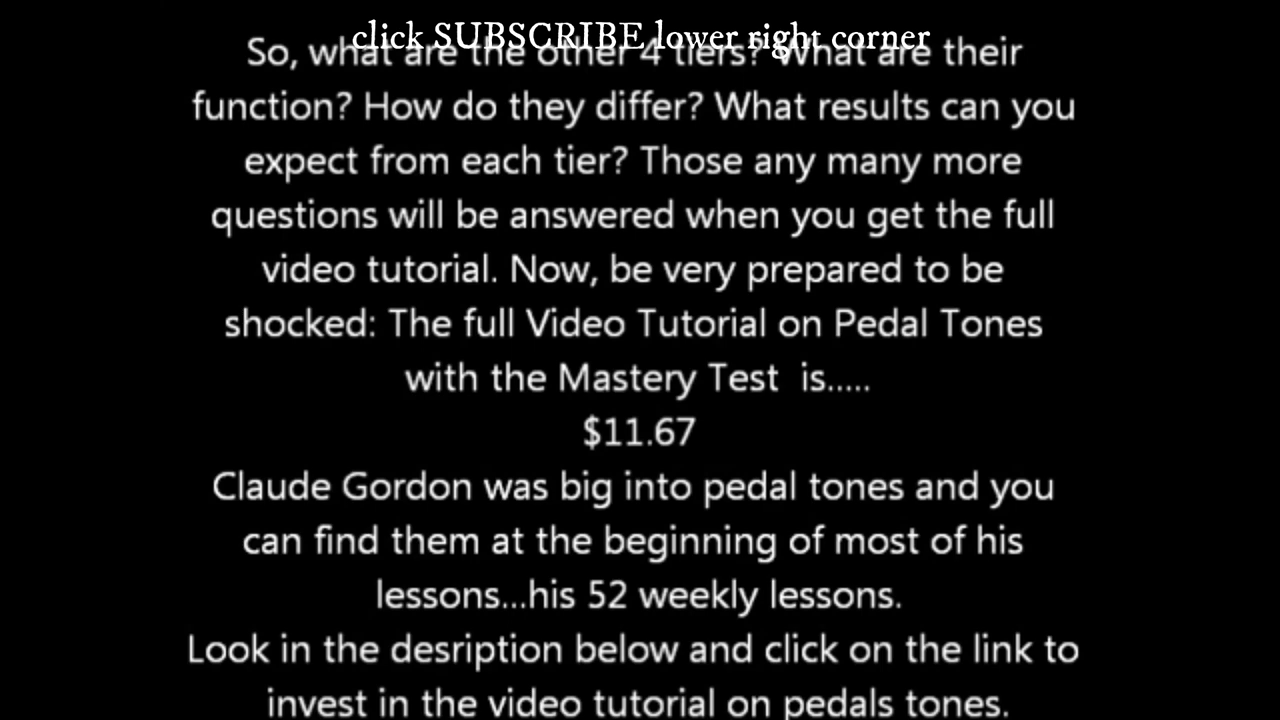 click SUBSCRIBE lower right corner
So, what are the other 4 tiers? What are their
function? How do they differ? What results can you
expect from each tier? Those any many more
questions will be answered when you get the full
video tutorial. Now, be very prepared to be
shocked: The full Video Tutorial on Pedal Tones
with the Mastery Test  is.....
$11.67
Claude Gordon was big into pedal tones and you
can find them at the beginning of most of his
lessons...his 52 weekly lessons.
Look in the desription below and click on the link to
invest in the video tutorial on pedals tones.